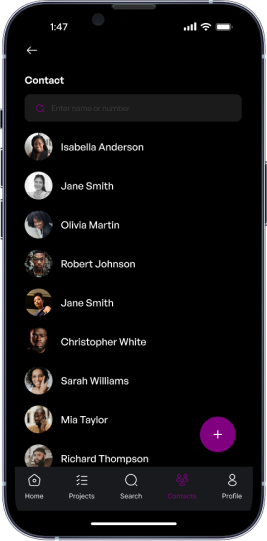 1:47
Contact
Enter name or number
Isabella Anderson
Jane Smith
Olivia Martin
Robert Johnson
Jane Smith
Christopher White
Sarah Williams
Mia Taylor
+
Richard Thompson
Home Projects Search Contacts Profile